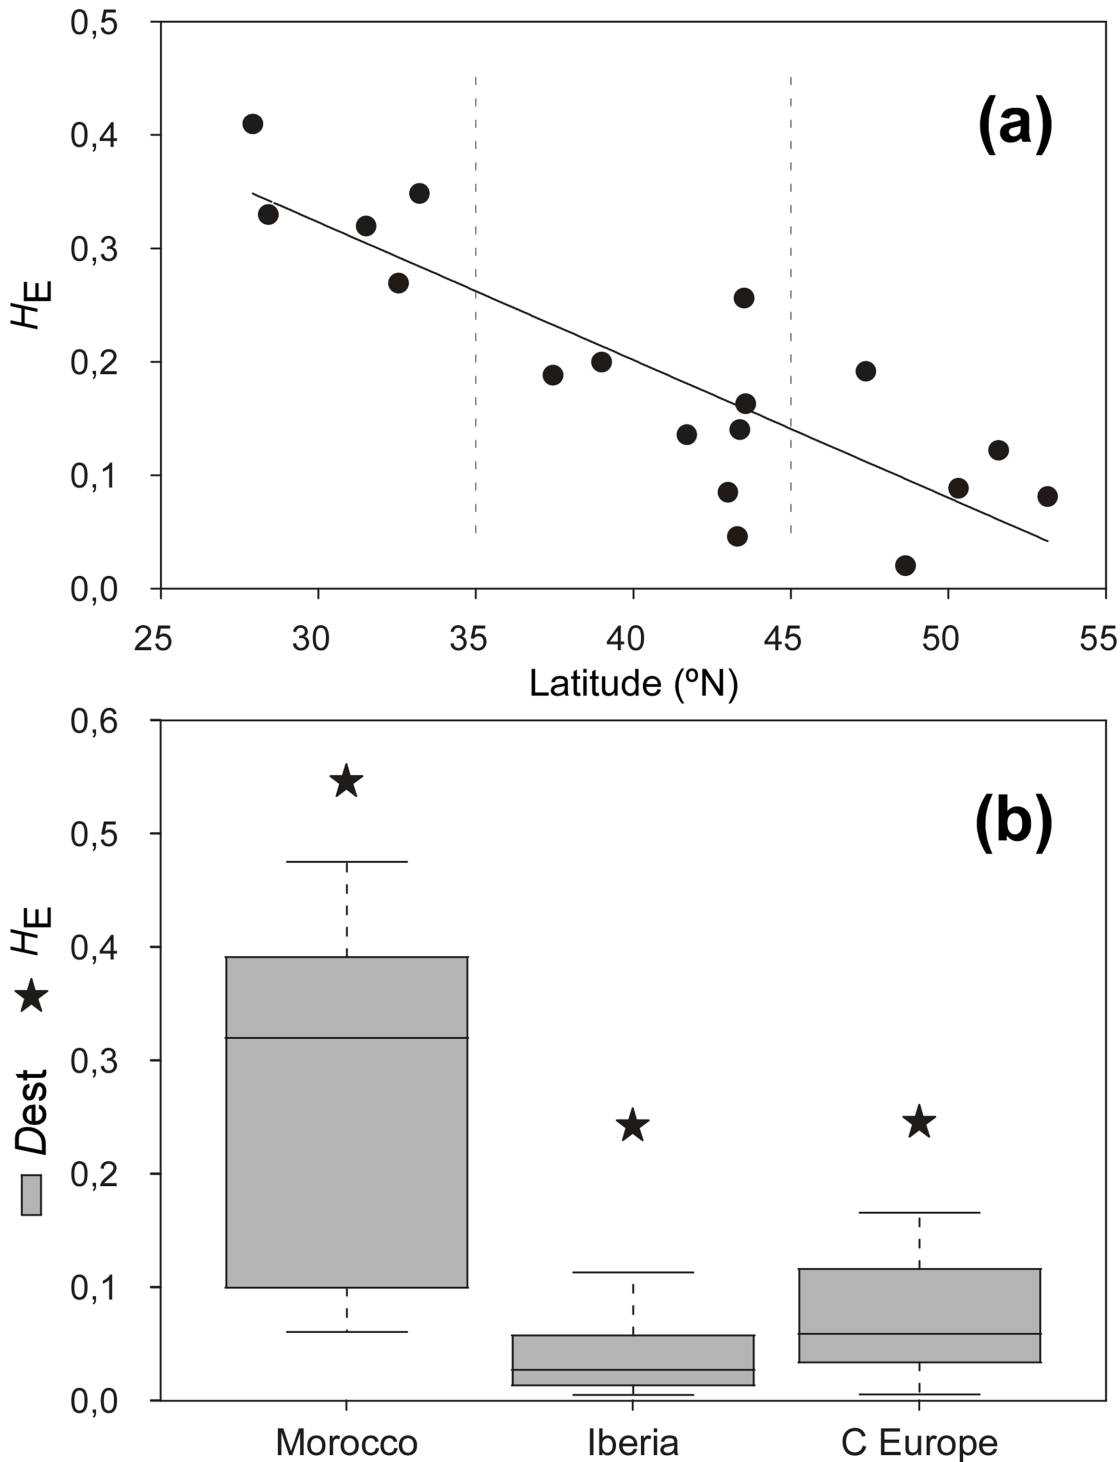 0,5
(a)
0,4
0,3
HE
0,2
0,1
0,0
25 30 35 40 45 50 55
Latitude (ºN)
0,6
(b)
0,5
Dest ★ HE
0,4
0,3
0,2
0,1
0,0
Morocco Iberia C Europe